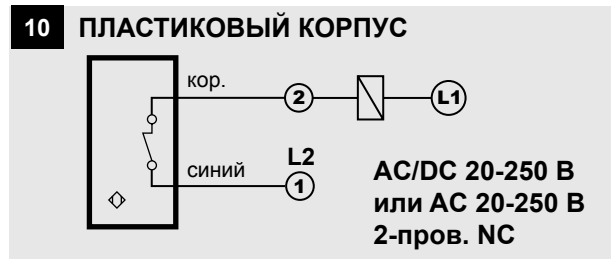 10 ПЛАСТИКОВЫЙ КОРПУС
кор.
2
L1
синий
L2
1
AC/DC 20-250 В
или AC 20-250 В
2-пров. NC